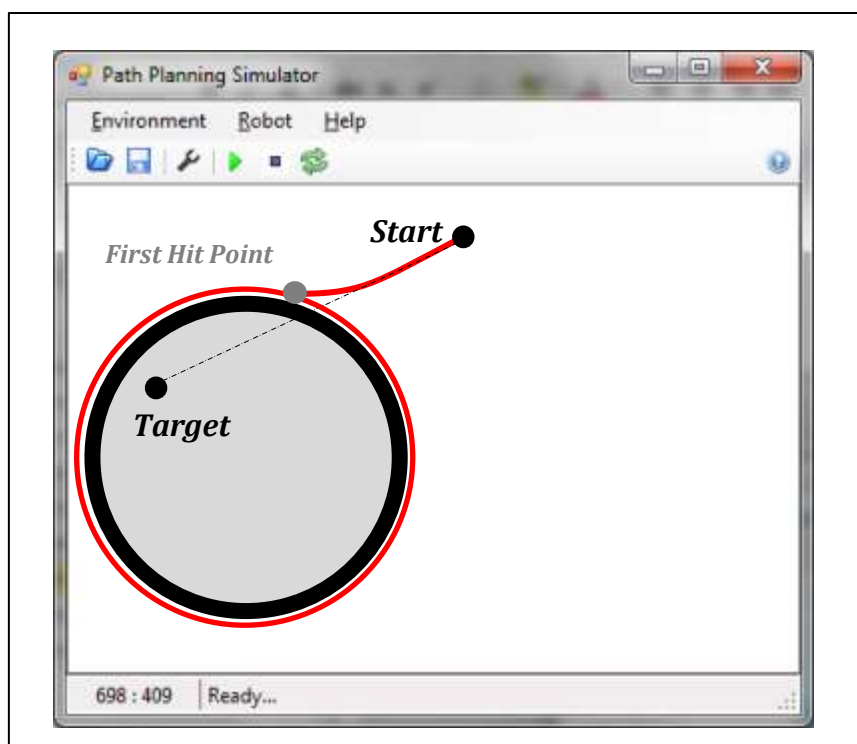 Path Planning Simulator
Environment Robot Help
Start
First Hit Point
Target
698 : 409 Ready...